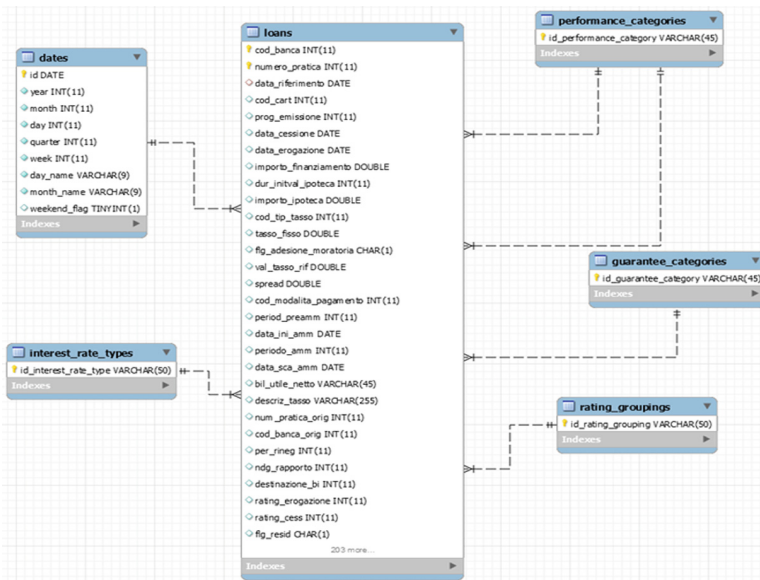 dates
id DATE
year INT(11)
month INT(11)
day INT(11)
quarter INT(11)
week INT(11)
day_name VARCHAR(9)
month_name VARCHAR(9)
weekend_flag TINYINT(1)
Indexes
interest_rate_types
id_interest_rate_type VARCHAR(50)
Indexes
loans
cod_banca INT(11)
numero_pratica INT(11)
data_riferimento DATE
cod_cart INT(11)
prog_emissione INT(11)
data_cessione DATE
data_erogazione DATE
importo_finanziamento DOUBLE
dur_initval_ipoteca INT(11)
importo_ipoteca DOUBLE
cod_tip_tasso INT(11)
tasso_fisso DOUBLE
flg_adesione_moratoria CHAR(1)
val_tasso_rif DOUBLE
spread DOUBLE
cod_modalita_pagamento INT(11)
period_preamm INT(11)
data_ini_amm DATE
periodo_amm INT(11)
data_sca_amm DATE
bil_utile_netto VARCHAR(45)
descriz_tasso VARCHAR(255)
num_pratica_orig INT(11)
cod_banca_orig INT(11)
per_rineg INT(11)
ndg_rapporto INT(11)
destinazione_bi INT(11)
rating_erogazione INT(11)
rating_cess INT(11)
flg_resid CHAR(1)
203 more...
Indexes
performance_categories
id_performance_category VARCHAR(45)
Indexes
guarantee_categories
id_guarantee_category VARCHAR(45)
Indexes
rating_groupings
id_rating_grouping VARCHAR(50)
Indexes